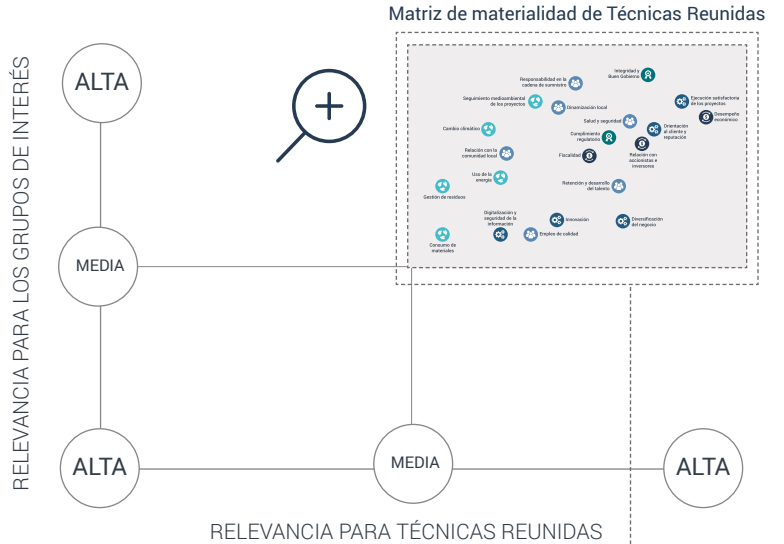 Matriz de materialidad de Técnicas Reunidas
RELEVANCIA PARA LOS GRUPOS DE INTERÉS
ALTA
Integridad y
Buen Gobierno
Responsabilidad en la
cadena de suministro
Seguimiento medioambiental
de los proyectos
Dinamización local
Ejecución satisfactoria
de los proyectos
Desempeño
económico
Salud y seguridad
Cambio climático
Orientación
al cliente y
reputación
Cumplimiento
regulatorio
Relación con la
comunidad local
Fiscalidad
Relación con
accionistas e
inversores
Uso de la
energía
Retención y desarrollo
del talento
Gestión de residuos
Digitalización y
seguridad de la
información
Innovación
Diversificación
del negocio
Empleo de calidad
Consumo de
materiales
MEDIA
ALTA
MEDIA
ALTA
RELEVANCIA PARA TÉCNICAS REUNIDAS